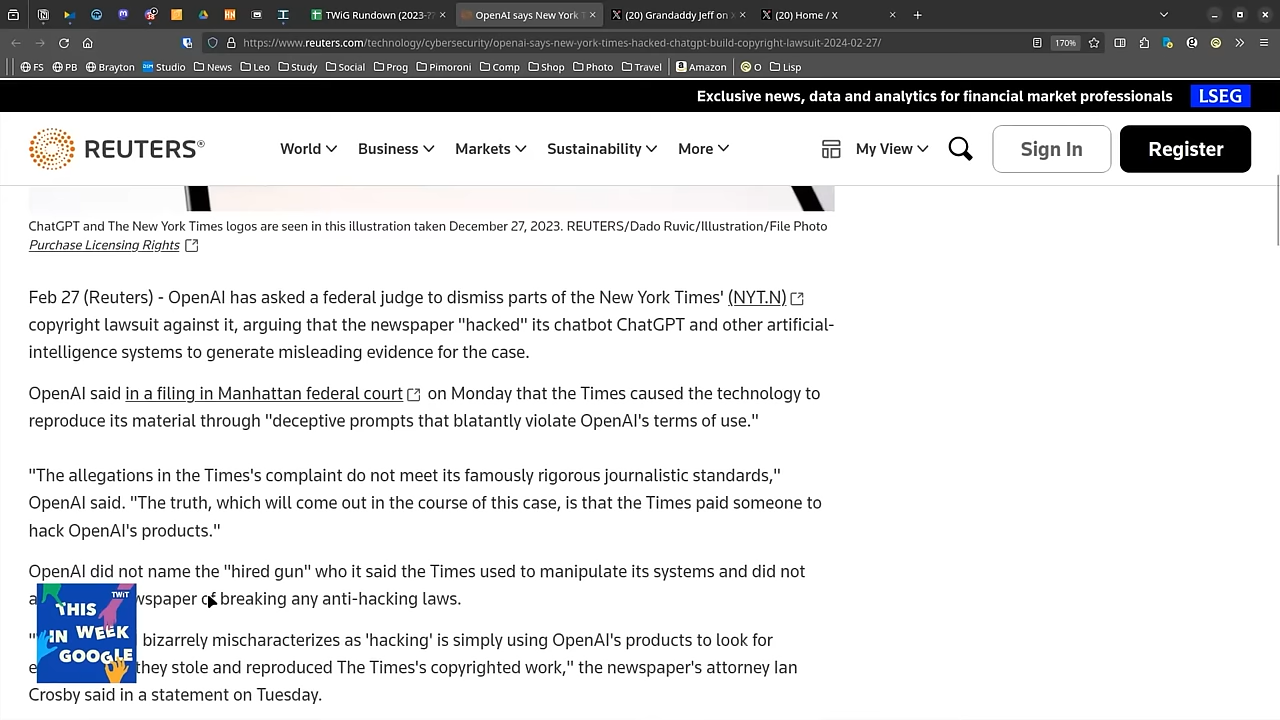 TWiG Rundown (2023-??
OpenAI says New York T
(20) Grandaddy Jeff on X
(20) Home / X
https://www.reuters.com/technology/cybersecurity/openai-says-new-york-times-hacked-chatgpt-build-copyright-lawsuit-2024-02-27/
170%
FS PB Brayton Studio News Leo Study Social Prog Pimoroni Comp Shop Photo Travel Amazon O Lisp
Exclusive news, data and analytics for financial market professionals LSEG
REUTERS® World Business Markets Sustainability More My View Sign In Register
ChatGPT and The New York Times logos are seen in this illustration taken December 27, 2023. REUTERS/Dado Ruvic/Illustration/File Photo
Purchase Licensing Rights
Feb 27 (Reuters) - OpenAI has asked a federal judge to dismiss parts of the New York Times' (NYT.N)
copyright lawsuit against it, arguing that the newspaper "hacked" its chatbot ChatGPT and other artificial-
intelligence systems to generate misleading evidence for the case.
OpenAI said in a filing in Manhattan federal court on Monday that the Times caused the technology to
reproduce its material through "deceptive prompts that blatantly violate OpenAI's terms of use."
"The allegations in the Times's complaint do not meet its famously rigorous journalistic standards,"
OpenAI said. "The truth, which will come out in the course of this case, is that the Times paid someone to
hack OpenAI's products."
OpenAI did not name the "hired gun" who it said the Times used to manipulate its systems and did not
wspaper of breaking any anti-hacking laws.
bizarrely mischaracterizes as 'hacking' is simply using OpenAI's products to look for
they stole and reproduced The Times's copyrighted work," the newspaper's attorney Ian
Crosby said in a statement on Tuesday.
TWiT
THIS
IN WEEK
GOOGLE